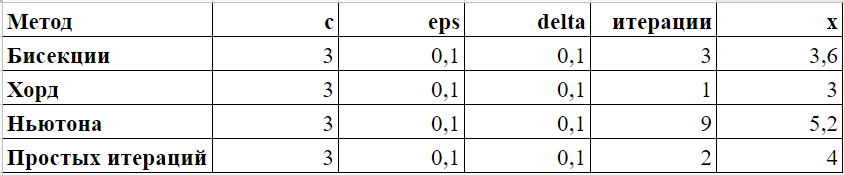 Метод c eps delta итерации x
Бисекции 3 0,1 0,1 3 3,6
Хорд 3 0,1 0,1 1 3
Ньютона 3 0,1 0,1 9 5,2
Простых итераций 3 0,1 0,1 2 4